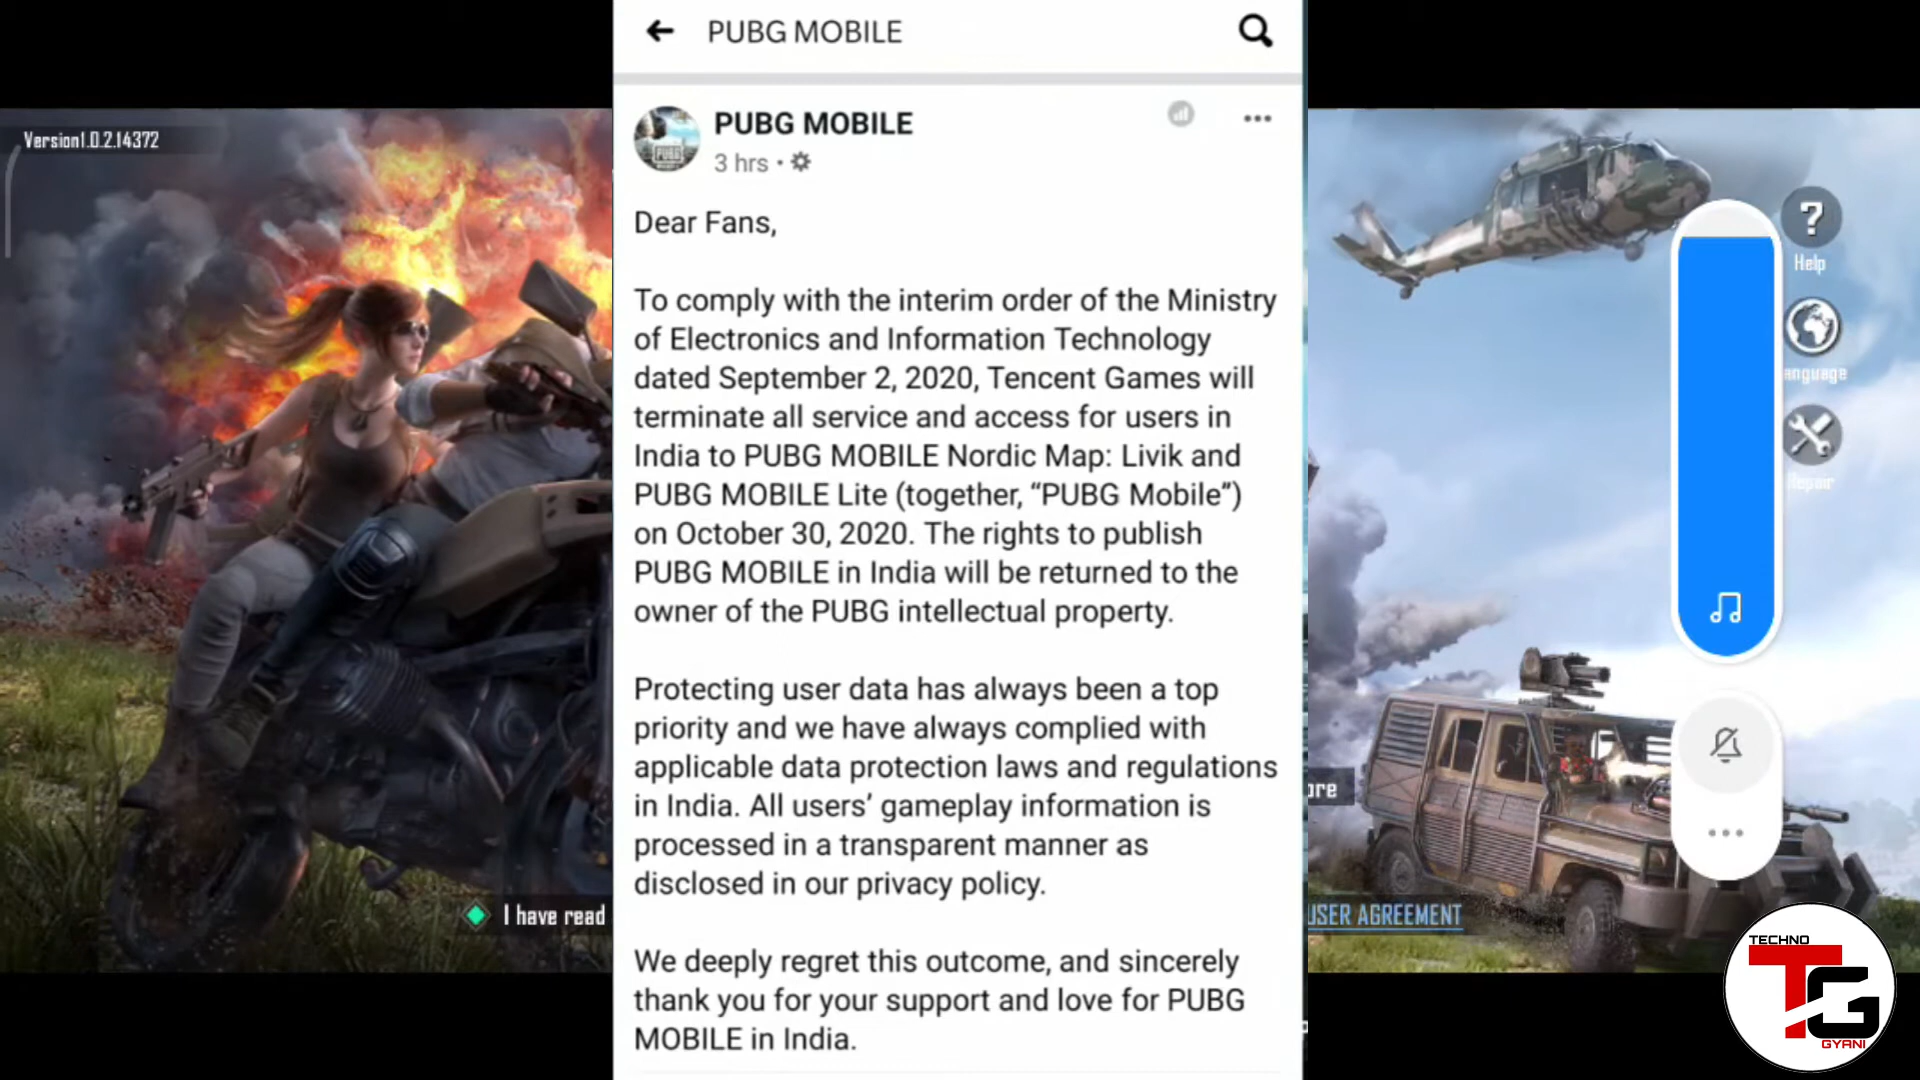 PUBG MOBILE
PUBG MOBILE
3 hrs
Dear Fans,
To comply with the interim order of the Ministry
of Electronics and Information Technology
dated September 2, 2020, Tencent Games will
terminate all service and access for users in
India to PUBG MOBILE Nordic Map: Livik and
PUBG MOBILE Lite (together, “PUBG Mobile”)
on October 30, 2020. The rights to publish
PUBG MOBILE in India will be returned to the
owner of the PUBG intellectual property.
Protecting user data has always been a top
priority and we have always complied with
applicable data protection laws and regulations
in India. All users’ gameplay information is
processed in a transparent manner as
disclosed in our privacy policy.
We deeply regret this outcome, and sincerely
thank you for your support and love for PUBG
MOBILE in India.
Version1.0.2.14372
I have read
Help
anguage
Repair
ore
USER AGREEMENT
TECHNO
TG
GYANI